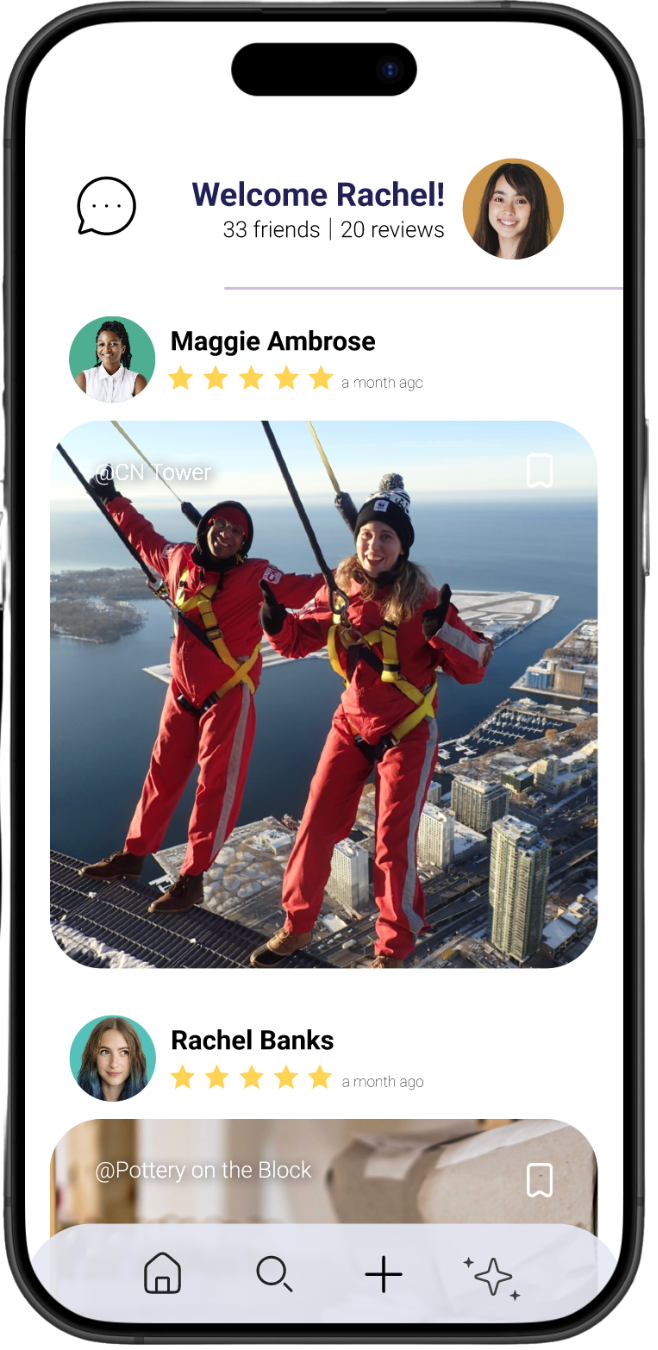 Welcome Rachel!
33 friends | 20 reviews
Maggie Ambrose
a month ago
@CN Tower
Rachel Banks
a month ago
@Pottery on the Block